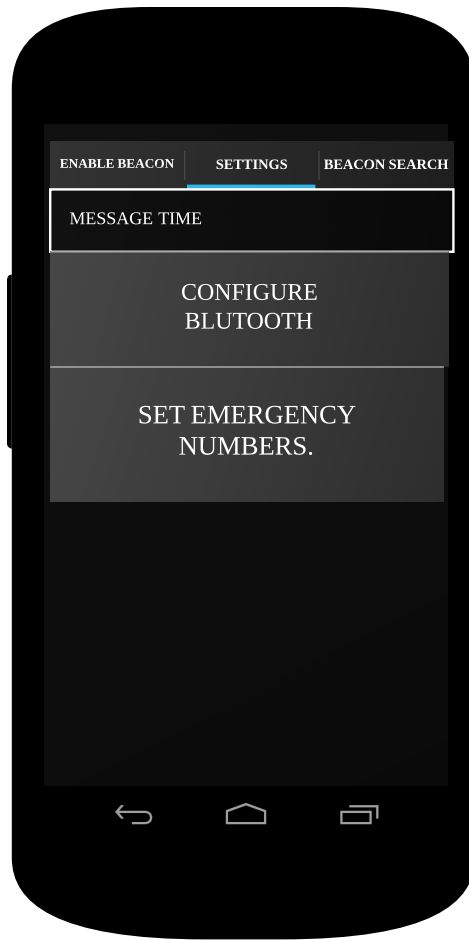 ENABLE BEACON
SETTINGS
BEACON SEARCH
MESSAGE TIME
CONFIGURE
BLUTOOTH
SET EMERGENCY
NUMBERS.